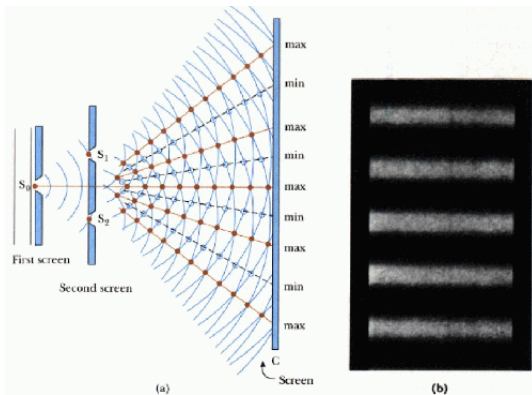 max
min
max
S₁
min
S₀
max
min
S₂
max
First screen
min
Second screen
max
C
Screen
(a)
(b)